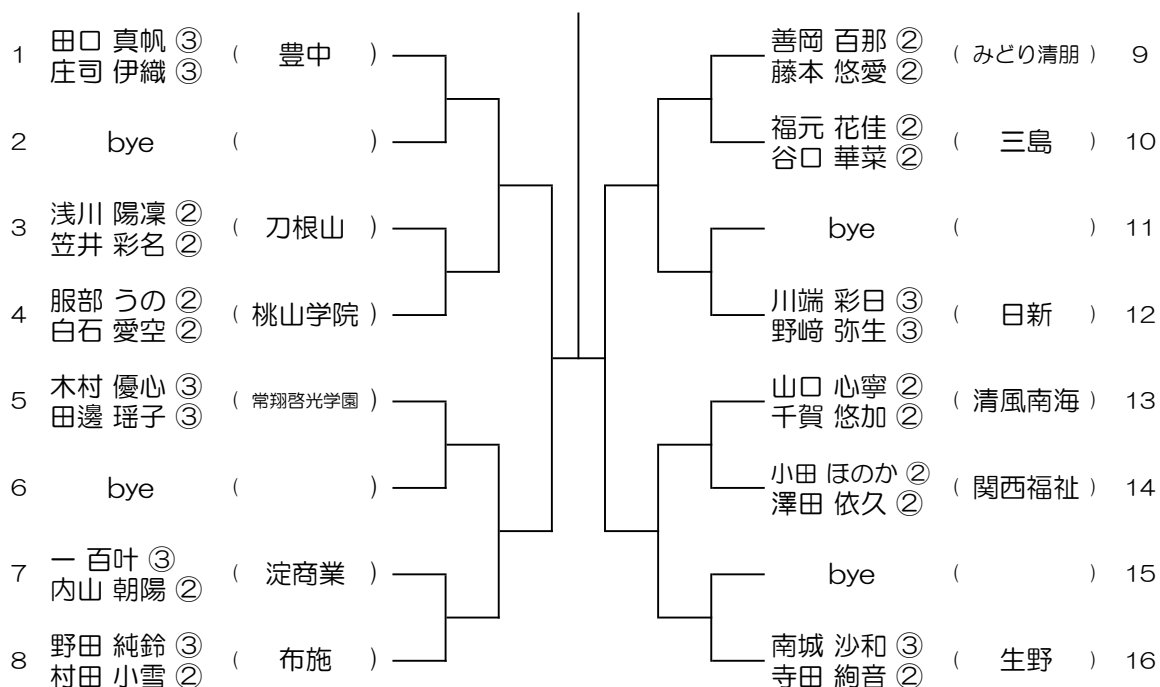 1 田口 真帆 ③ ( 豊中 )
庄司 伊織 ③
2 bye ( )
3 浅川 陽凜 ② ( 刀根山 )
笠井 彩名 ②
4 服部 うの ② ( 桃山学院 )
白石 愛空 ②
5 木村 優心 ③ ( 常翔啓光学園 )
田邊 瑶子 ③
6 bye ( )
7 一 百叶 ③ ( 淀商業 )
内山 朝陽 ②
8 野田 純鈴 ③ ( 布施 )
村田 小雪 ②
善岡 百那 ② ( みどり清朋 ) 9
藤本 悠愛 ②
福元 花佳 ② ( 三島 ) 10
谷口 華菜 ②
bye ( ) 11
川端 彩日 ③ ( 日新 ) 12
野﨑 弥生 ③
山口 心寧 ② ( 清風南海 ) 13
千賀 悠加 ②
小田 ほのか ② ( 関西福祉 ) 14
澤田 依久 ②
bye ( ) 15
南城 沙和 ③ ( 生野 ) 16
寺田 絢音 ②